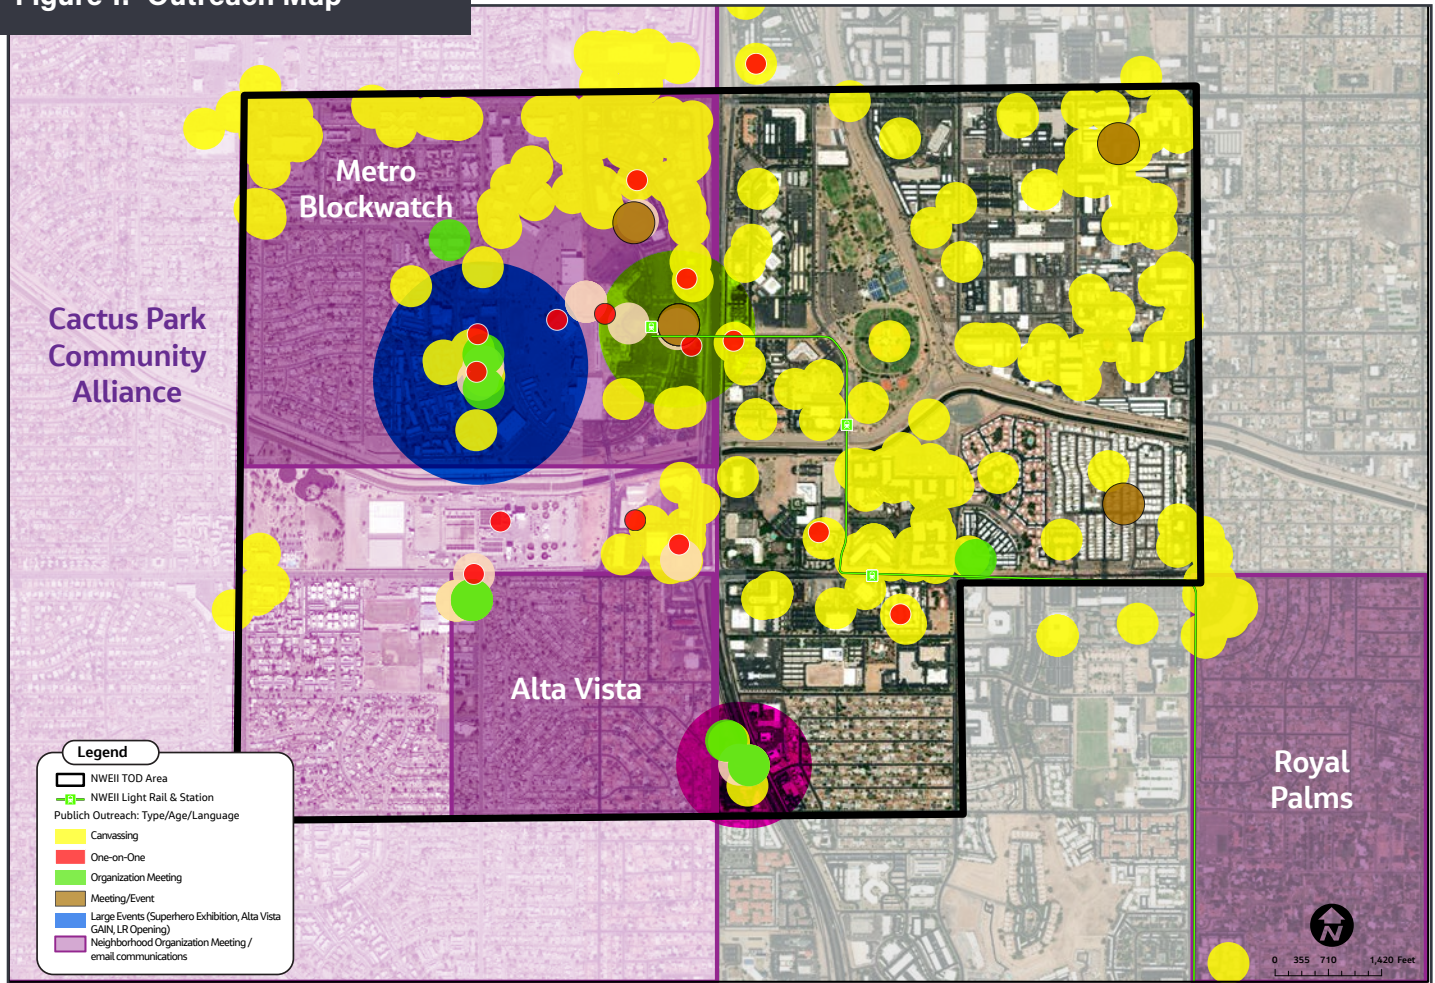 Figure 1. Outreach Map
Metro
Blockwatch
Cactus Park
Community
Alliance
Alta Vista
Royal
Palms
Legend
NWEII TOD Area
NWEII Light Rail & Station
Publich Outreach: Type/Age/Language
Canvassing
One-on-One
Organization Meeting
Meeting/Event
Large Events (Superhero Exhibition, Alta Vista
GAIN, LR Opening)
Neighborhood Organization Meeting /
email communications
N
0 355 710 1,420 Feet